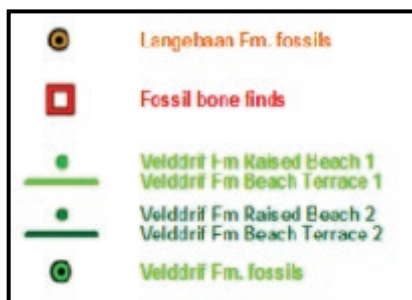 Langebaan Fm. fossils
Fossil bone finds
Velddrif Fm Raised Beach 1
Velddrif Fm Beach Terrace 1
Velddrif Fm Raised Beach 2
Velddrif Fm Beach Terrace 2
Velddrif Fm. fossils